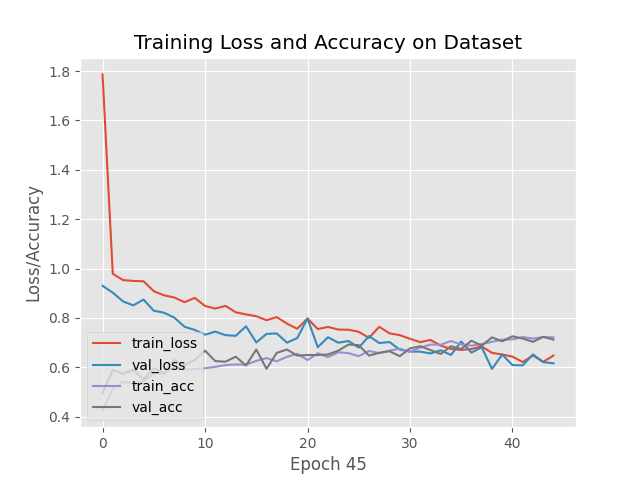 Training Loss and Accuracy on Dataset
1.8
1.6
1.4
1.2
1.0
0.8
0.6
0.4
Loss/Accuracy
train_loss
val_loss
train_acc
val_acc
0 10 20 30 40
Epoch 45